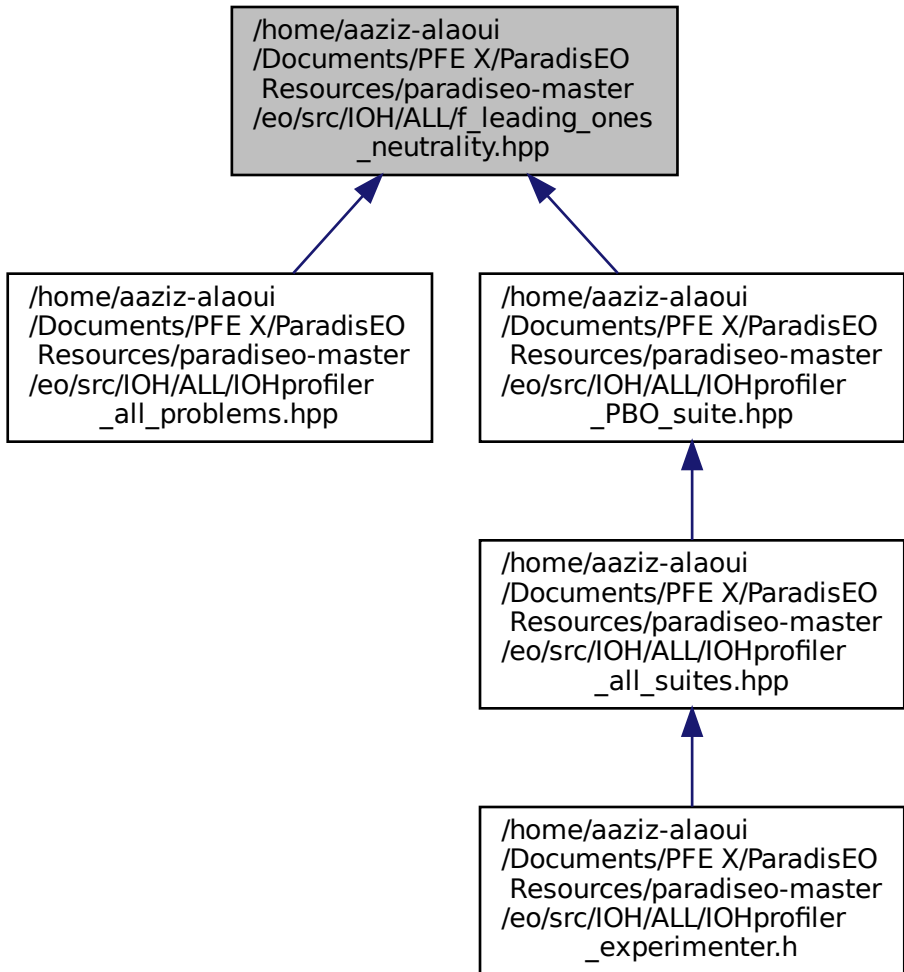 /home/aaziz-alaoui
/Documents/PFE X/ParadisEO
Resources/paradiseo-master
/eo/src/IOH/ALL/f_leading_ones
_neutrality.hpp
/home/aaziz-alaoui
/Documents/PFE X/ParadisEO
Resources/paradiseo-master
/eo/src/IOH/ALL/IOHprofiler
_all_problems.hpp
/home/aaziz-alaoui
/Documents/PFE X/ParadisEO
Resources/paradiseo-master
/eo/src/IOH/ALL/IOHprofiler
_PBO_suite.hpp
/home/aaziz-alaoui
/Documents/PFE X/ParadisEO
Resources/paradiseo-master
/eo/src/IOH/ALL/IOHprofiler
_all_suites.hpp
/home/aaziz-alaoui
/Documents/PFE X/ParadisEO
Resources/paradiseo-master
/eo/src/IOH/ALL/IOHprofiler
_experimenter.h